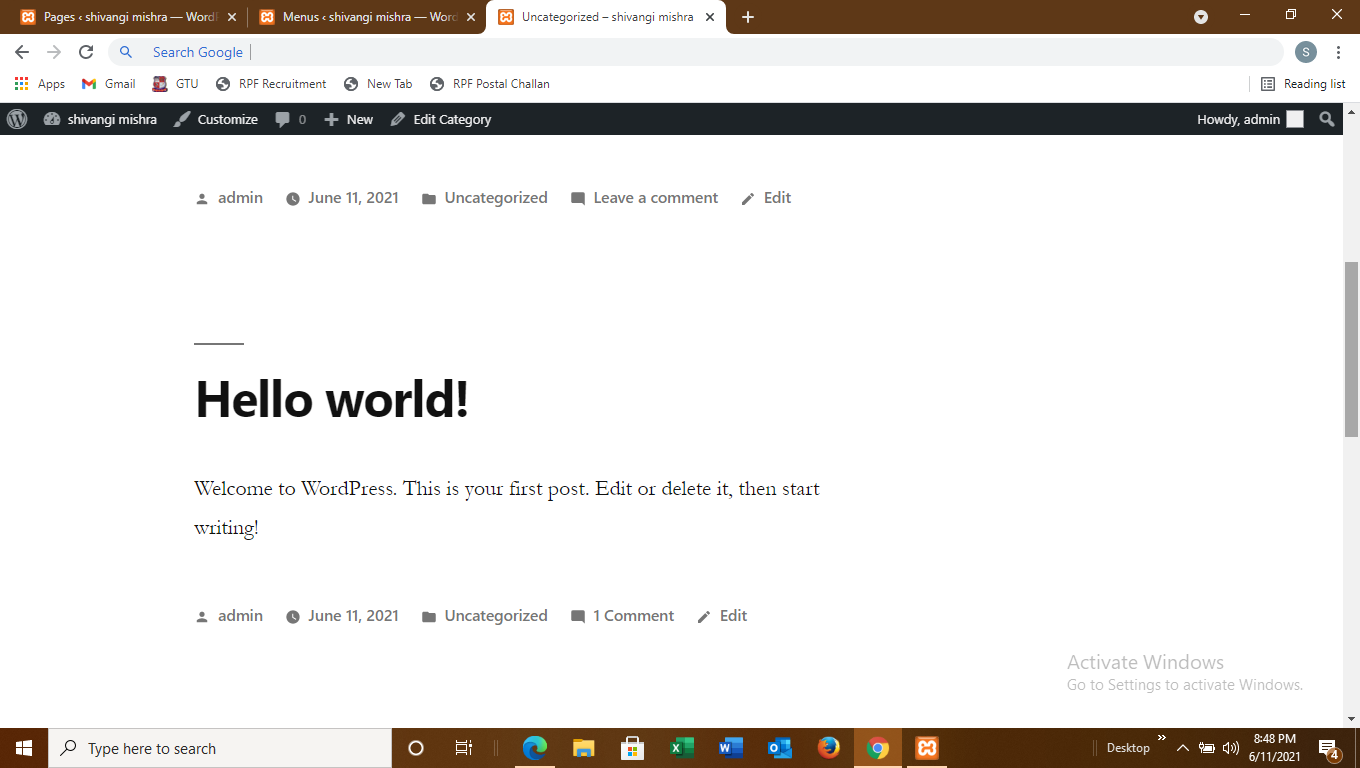 Pages ‹ shivangi mishra — Word
Menus ‹ shivangi mishra — Word
Uncategorized – shivangi mishra
Search Google
S
Apps
Gmail
GTU
RPF Recruitment
New Tab
RPF Postal Challan
Reading list
shivangi mishra
Customize
0
New
Edit Category
Howdy, admin
admin
June 11, 2021
Uncategorized
Leave a comment
Edit
Hello world!
Welcome to WordPress. This is your first post. Edit or delete it, then start
writing!
admin
June 11, 2021
Uncategorized
1 Comment
Edit
Activate Windows
Go to Settings to activate Windows.
Type here to search
Desktop
8:48 PM
6/11/2021
4